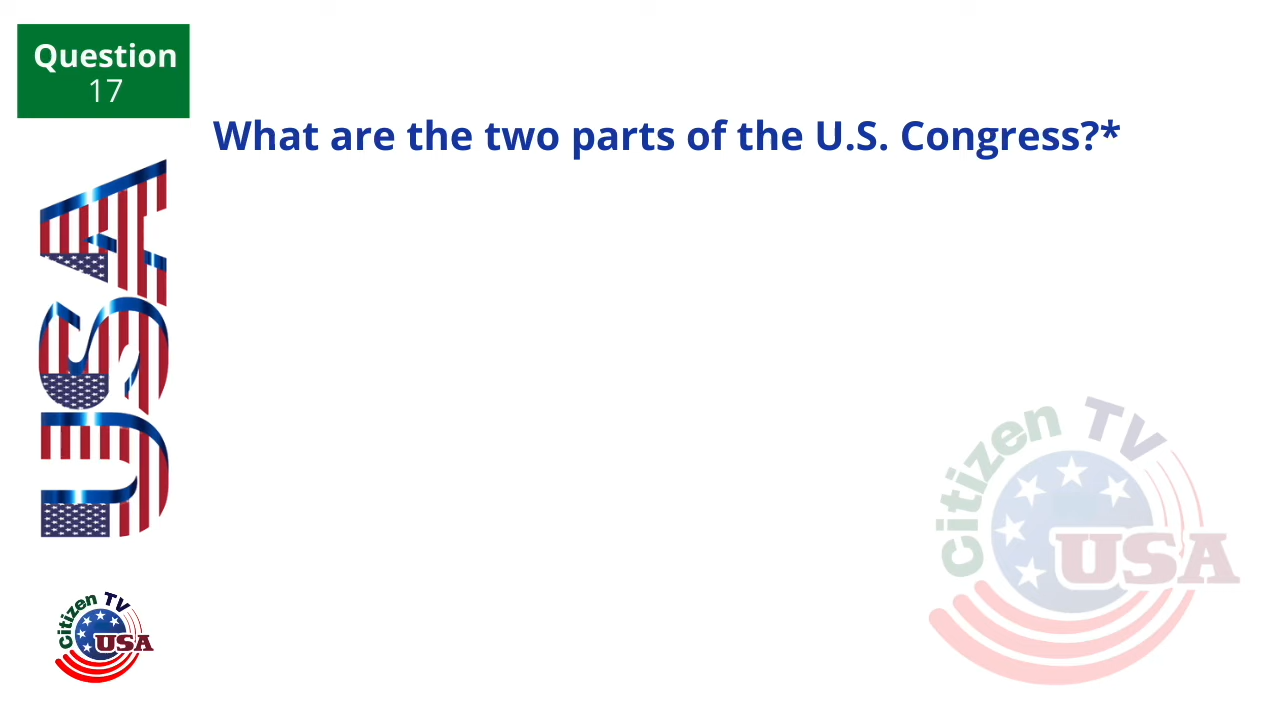 Question
17
What are the two parts of the U.S. Congress?*
USA
Citizen TV
USA
Citizen TV
USA